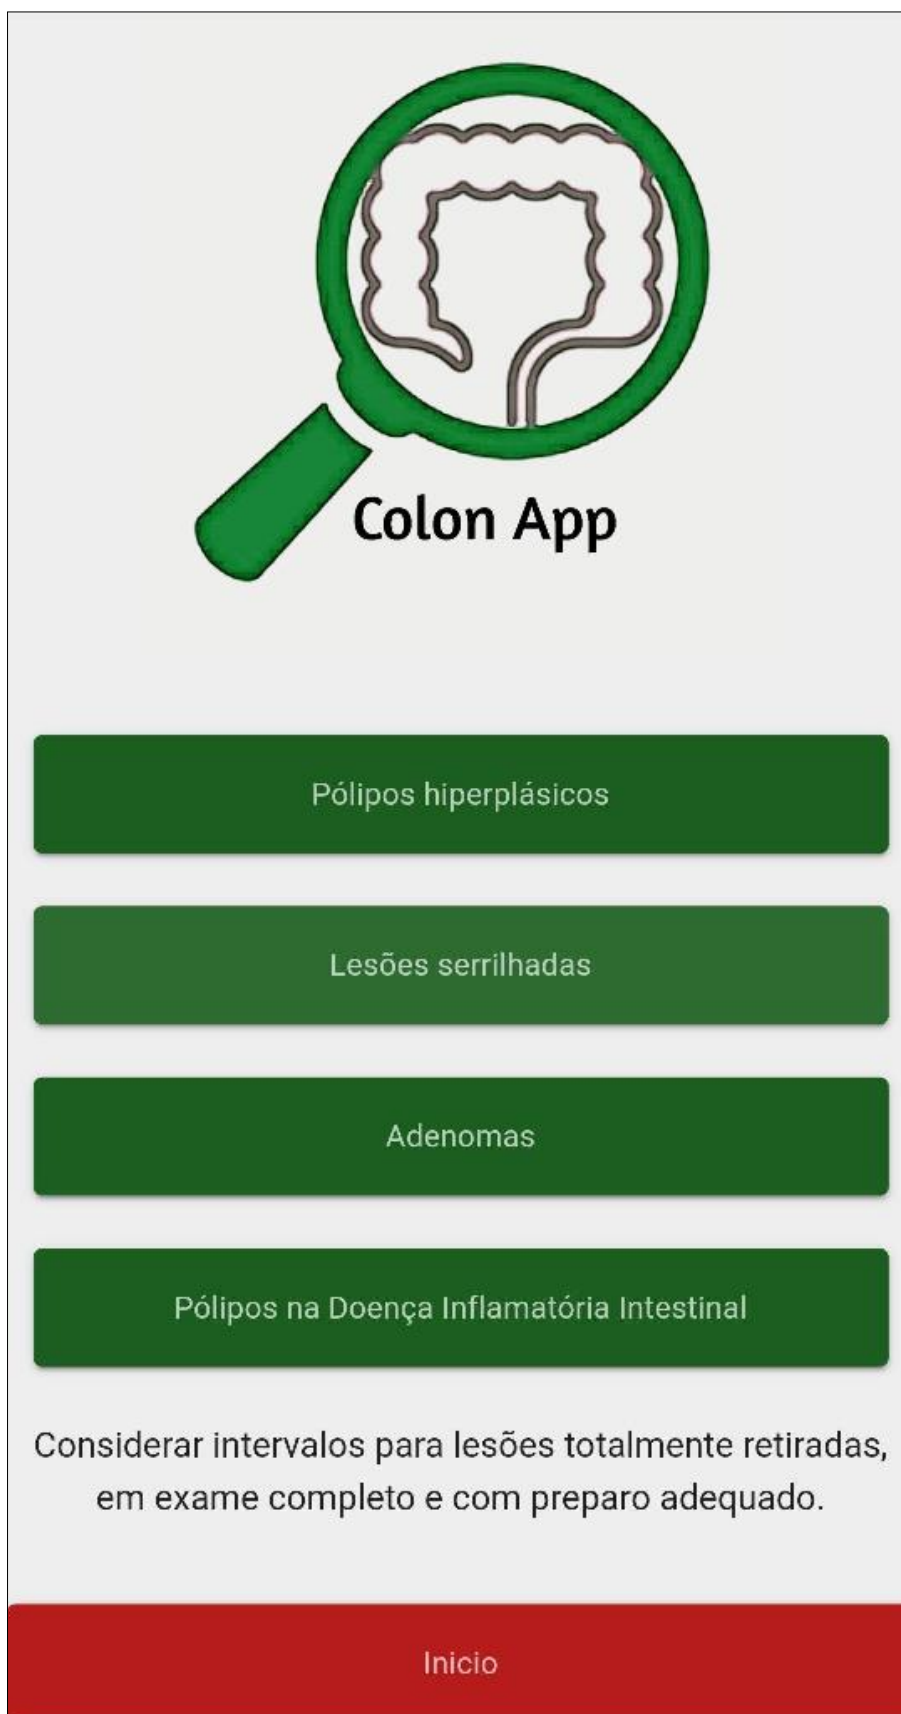 Colon App
Pólipos hiperplásicos
Lesões serrilhadas
Adenomas
Pólipos na Doença Inflamatória Intestinal
Considerar intervalos para lesões totalmente retiradas,
em exame completo e com preparo adequado.
Inicio